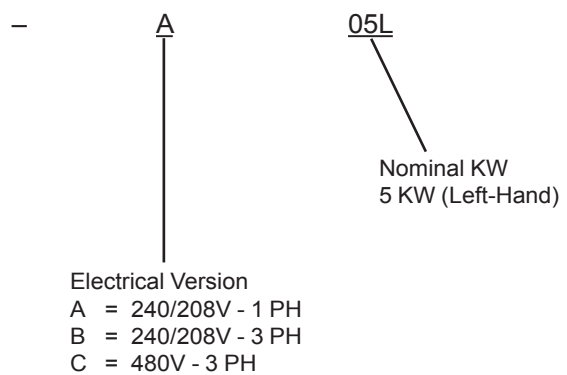 – A 05L
Nominal KW
5 KW (Left-Hand)
Electrical Version
A = 240/208V - 1 PH
B = 240/208V - 3 PH
C = 480V - 3 PH